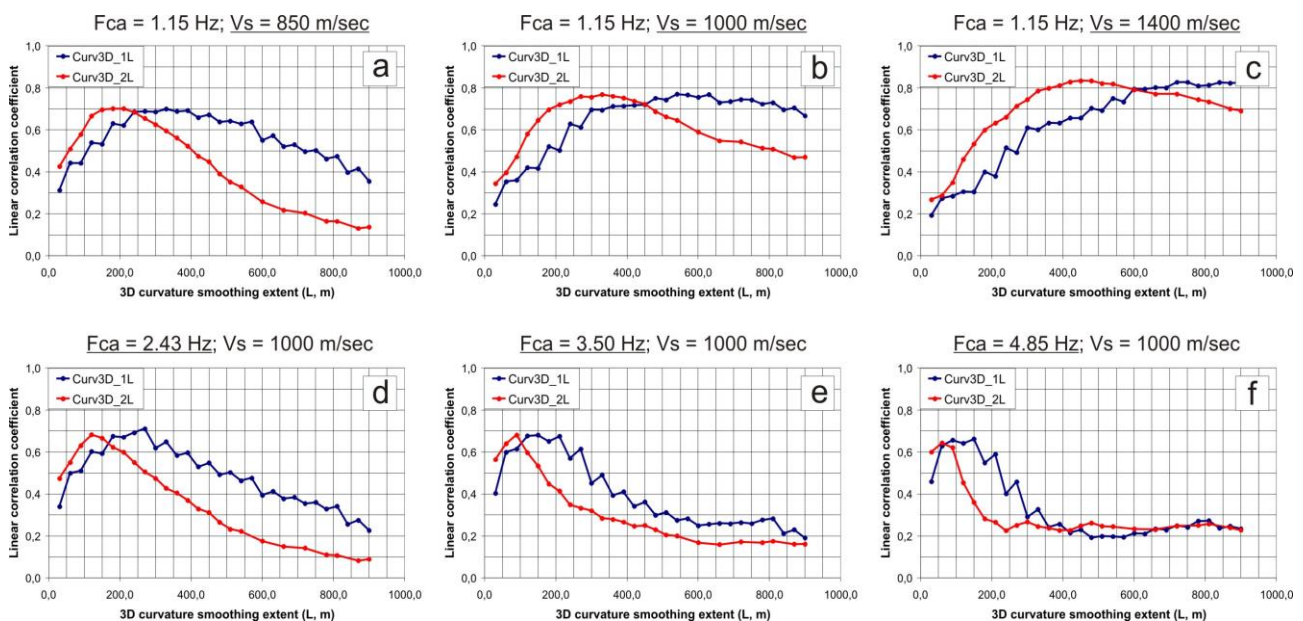 Fca = 1.15 Hz; Vs = 850 m/sec
1,0
0,8
0,6
0,4
0,2
0,0
Linear correlation coefficient
Curv3D_1L
Curv3D_2L
a
0,0 200,0 400,0 600,0 800,0 1000,0
3D curvature smoothing extent (L, m)
Fca = 1.15 Hz; Vs = 1000 m/sec
1,0
0,8
0,6
0,4
0,2
0,0
Linear correlation coefficient
Curv3D_1L
Curv3D_2L
b
0,0 200,0 400,0 600,0 800,0 1000,0
3D curvature smoothing extent (L, m)
Fca = 1.15 Hz; Vs = 1400 m/sec
1,0
0,8
0,6
0,4
0,2
0,0
Linear correlation coefficient
Curv3D_1L
Curv3D_2L
c
0,0 200,0 400,0 600,0 800,0 1000,0
3D curvature smoothing extent (L, m)
Fca = 2.43 Hz; Vs = 1000 m/sec
1,0
0,8
0,6
0,4
0,2
0,0
Linear correlation coefficient
Curv3D_1L
Curv3D_2L
d
0,0 200,0 400,0 600,0 800,0 1000,0
3D curvature smoothing extent (L, m)
Fca = 3.50 Hz; Vs = 1000 m/sec
1,0
0,8
0,6
0,4
0,2
0,0
Linear correlation coefficient
Curv3D_1L
Curv3D_2L
e
0,0 200,0 400,0 600,0 800,0 1000,0
3D curvature smoothing extent (L, m)
Fca = 4.85 Hz; Vs = 1000 m/sec
1,0
0,8
0,6
0,4
0,2
0,0
Linear correlation coefficient
Curv3D_1L
Curv3D_2L
f
0,0 200,0 400,0 600,0 800,0 1000,0
3D curvature smoothing extent (L, m)